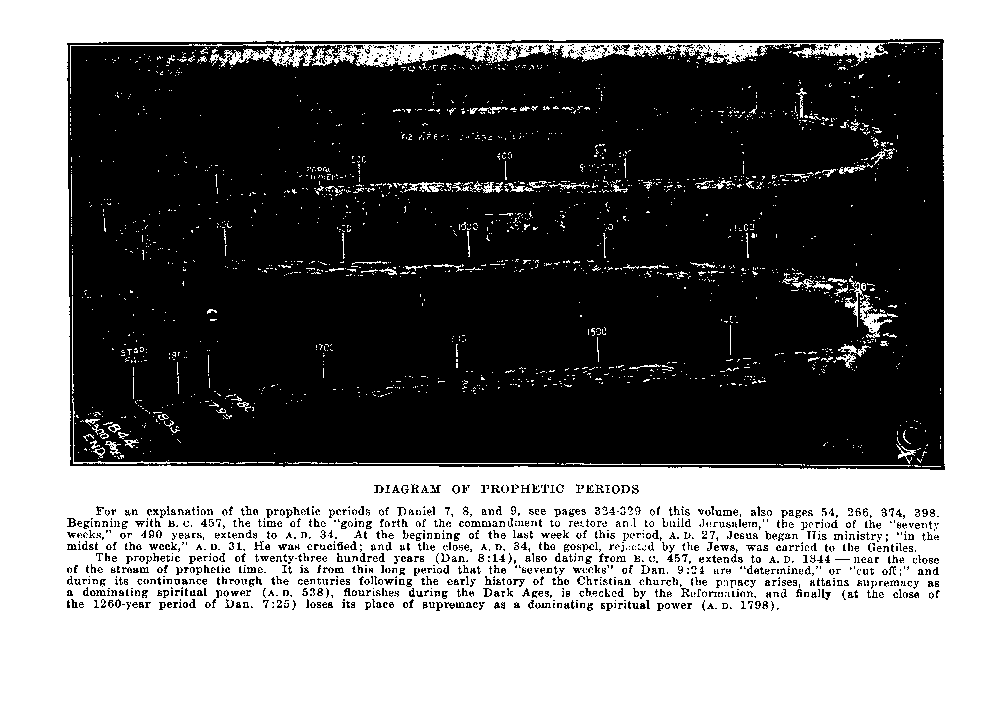 600
1700
1500
1833
1798
1780
1844
2300 days
END
DIAGRAM OF PROPHETIC PERIODS
For an explanation of the prophetic periods of Daniel 7, 8, and 9, see pages 324-329 of this volume, also pages 54, 266, 374, 398.
Beginning with B. C. 457, the time of the "going forth of the commandment to restore and to build Jerusalem," the period of the "seventy
weeks," or 490 years, extends to A. D. 34. At the beginning of the last week of this period, A. D. 27, Jesus began His ministry; "in the
midst of the week," A. D. 31, He was crucified; and at the close, A. D. 34, the gospel, rejected by the Jews, was carried to the Gentiles.
The prophetic period of twenty-three hundred years (Dan. 8:14), also dating from B. C. 457, extends to A. D. 1844 — near the close
of the stream of prophetic time. It is from this long period that the "seventy weeks" of Dan. 9:24 are "determined," or "cut off;" and
during its continuance through the centuries following the early history of the Christian church, the papacy arises, attains supremacy as
a dominating spiritual power (A. D. 538), flourishes during the Dark Ages, is checked by the Reformation, and finally (at the close of
the 1260-year period of Dan. 7:25) loses its place of supremacy as a dominating spiritual power (A. D. 1798).